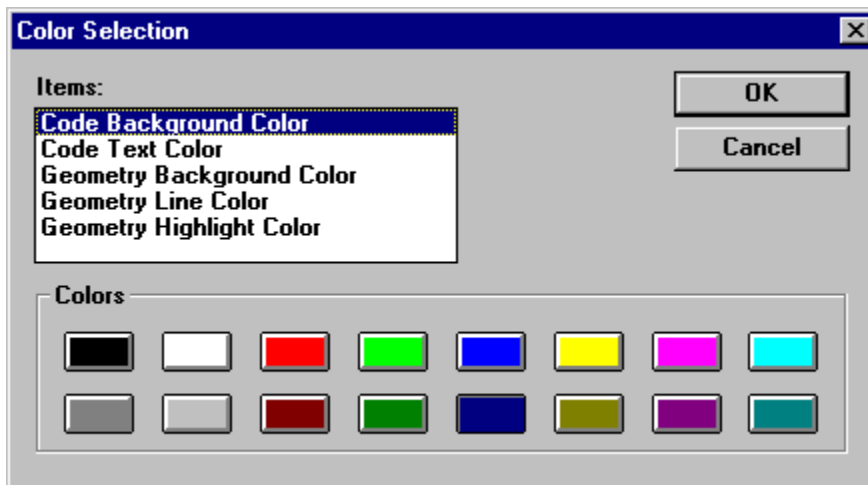 Color Selection
Items:
OK
Code Background Color
Cancel
Code Text Color
Geometry Background Color
Geometry Line Color
Geometry Highlight Color
Colors